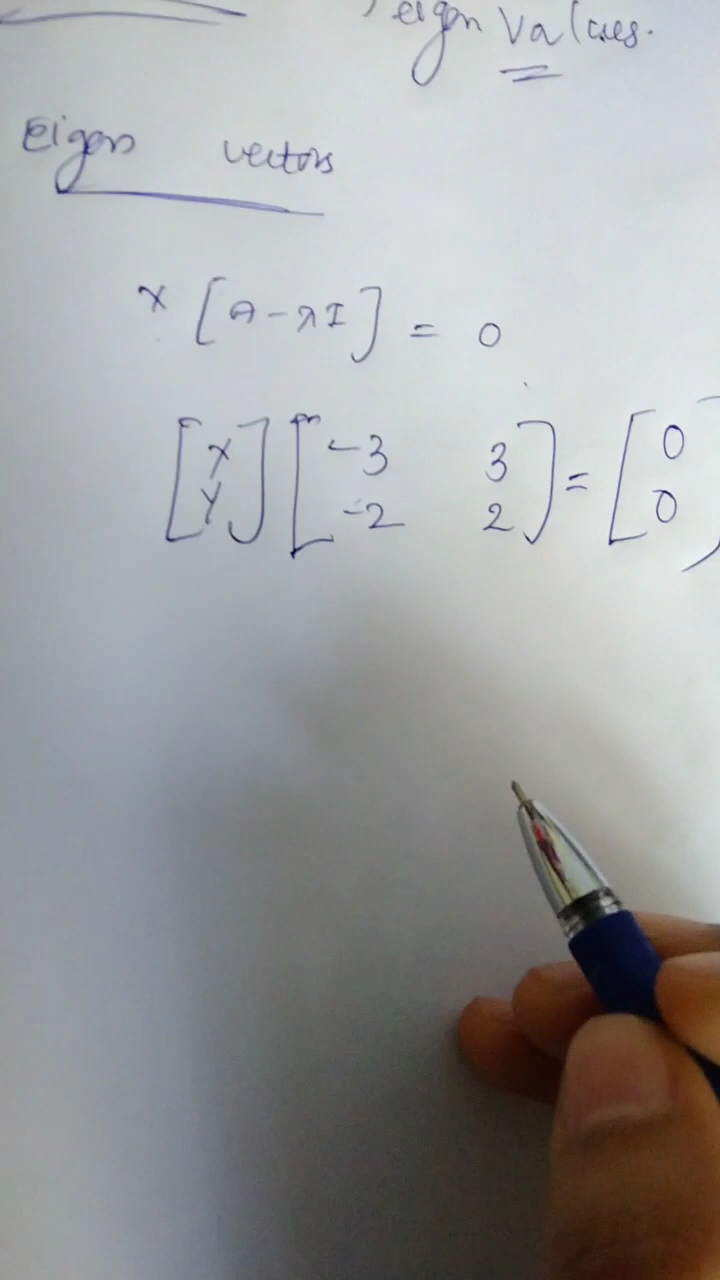 , eigen values.
Eigen vectors
x [A-λI] = 0
[x] [-3 3] = [0]
[y] [-2 2] [0]